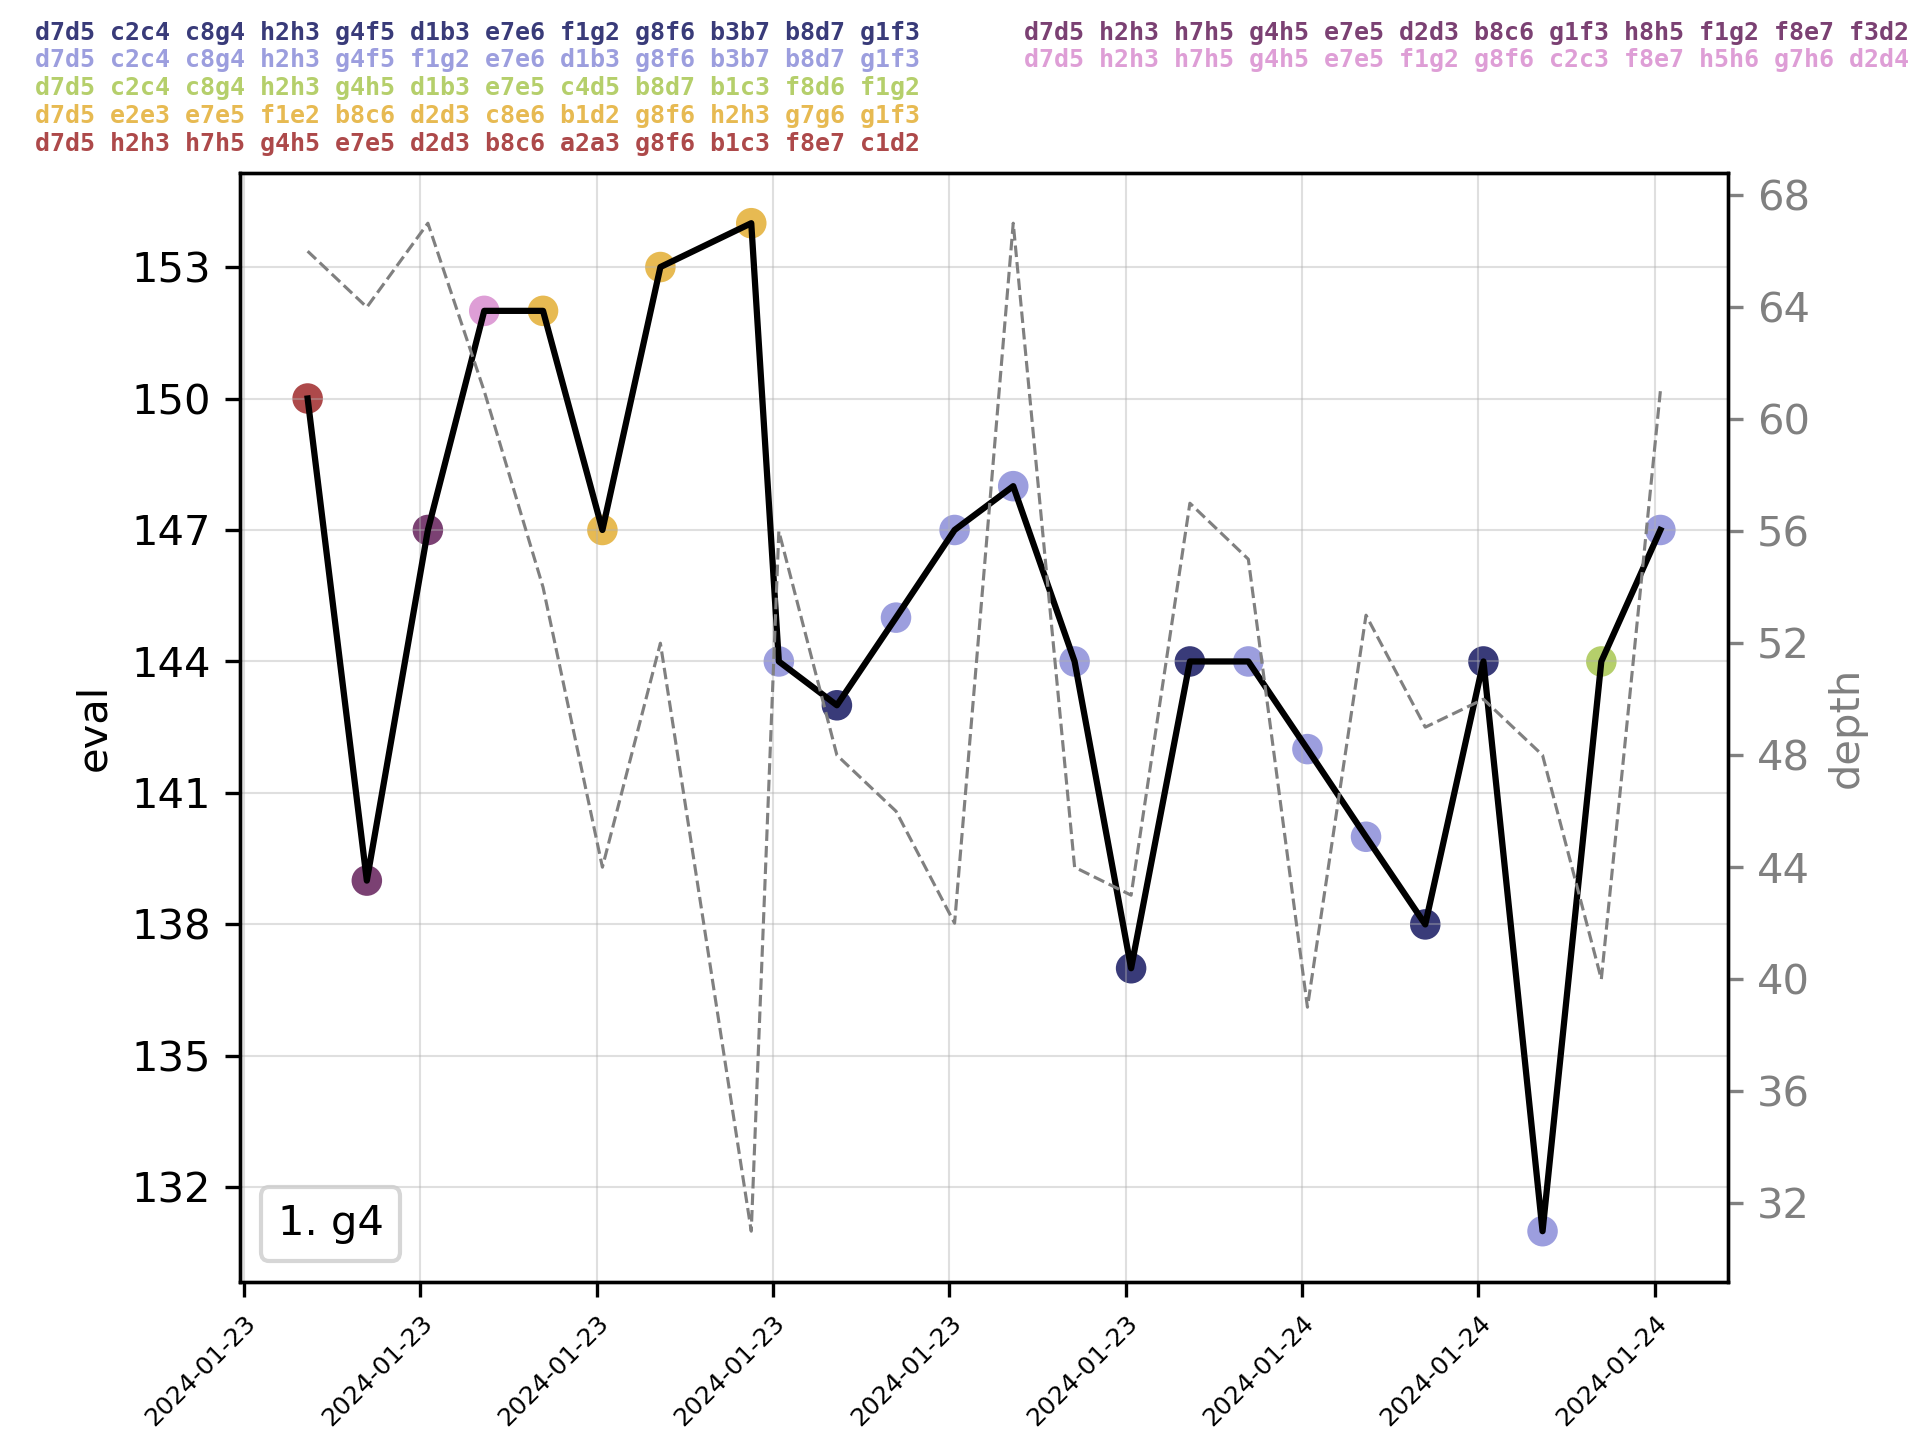 d7d5 c2c4 c8g4 h2h3 g4f5 d1b3 e7e6 f1g2 g8f6 b3b7 b8d7 g1f3
d7d5 c2c4 c8g4 h2h3 g4f5 f1g2 e7e6 d1b3 g8f6 b3b7 b8d7 g1f3
d7d5 c2c4 c8g4 h2h3 g4h5 d1b3 e7e5 c4d5 b8d7 b1c3 f8d6 f1g2
d7d5 e2e3 e7e5 f1e2 b8c6 d2d3 c8e6 b1d2 g8f6 h2h3 g7g6 g1f3
d7d5 h2h3 h7h5 g4h5 e7e5 d2d3 b8c6 a2a3 g8f6 b1c3 f8e7 c1d2
d7d5 h2h3 h7h5 g4h5 e7e5 d2d3 b8c6 g1f3 h8h5 f1g2 f8e7 f3d2
d7d5 h2h3 h7h5 g4h5 e7e5 f1g2 g8f6 c2c3 f8e7 h5h6 g7h6 d2d4
eval
153
150
147
144
141
138
135
132
68
64
60
56
52
48
44
40
36
32
depth
1. g4
2024-01-23
2024-01-23
2024-01-23
2024-01-23
2024-01-23
2024-01-23
2024-01-24
2024-01-24
2024-01-24